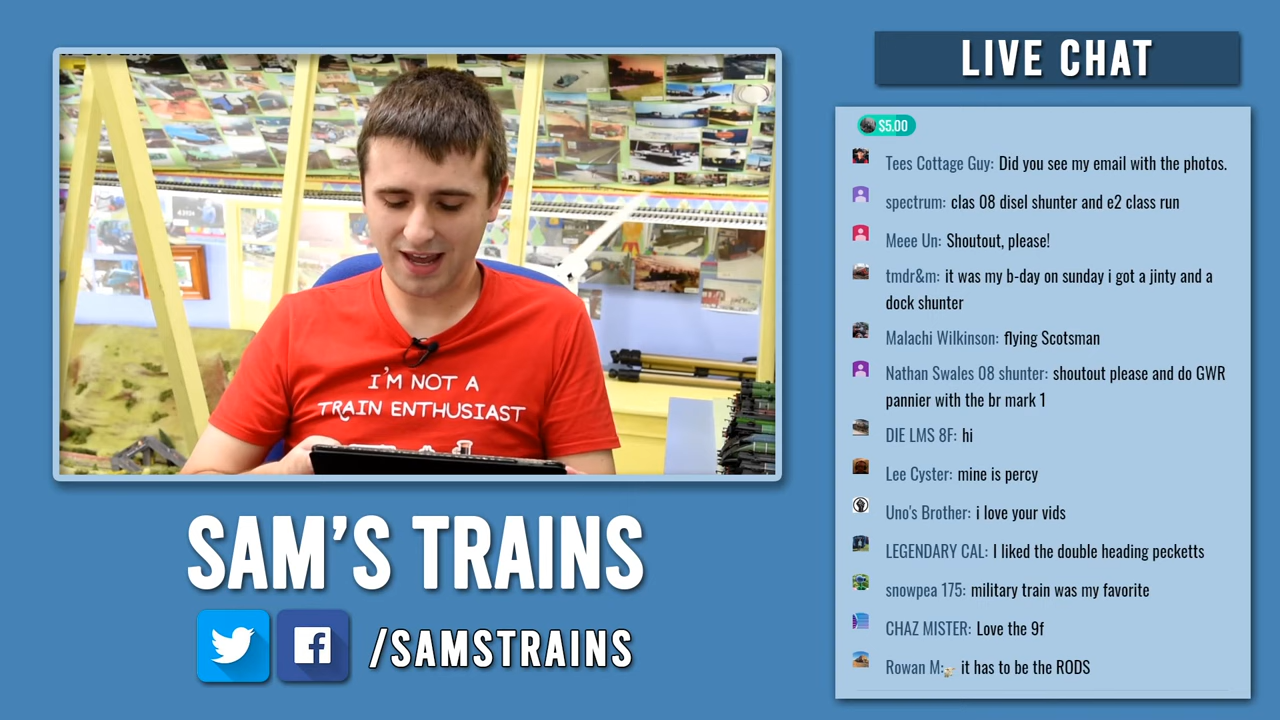 LIVE CHAT
$5.00
Tees Cottage Guy: Did you see my email with the photos.
spectrum: clas 08 disel shunter and e2 class run
Meee Un: Shoutout, please!
tmdr&m: it was my b-day on sunday i got a jinty and a
dock shunter
Malachi Wilkinson: flying Scotsman
Nathan Swales 08 shunter: shoutout please and do GWR
pannier with the br mark 1
DIE LMS 8F: hi
Lee Cyster: mine is percy
Uno's Brother: i love your vids
LEGENDARY CAL: I liked the double heading pecketts
snowpea 175: military train was my favorite
CHAZ MISTER: Love the 9f
Rowan M: it has to be the RODS
I'M NOT A
TRAIN ENTHUSIAST
SAM'S TRAINS
/SAMSTRAINS